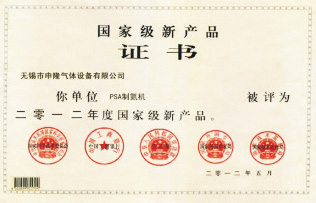 国家级新产品
证书
无锡市申隆气体设备有限公司
你单位 PSA制氮机 被评为
二零一二年度国家级新产品。
二零一二年五月